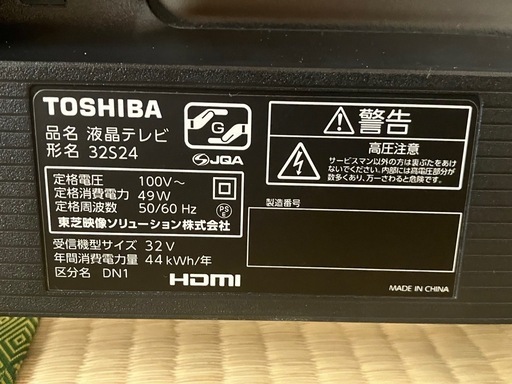 TOSHIBA
品名 液晶テレビ
形名 32S24
G
JQA
定格電圧 100V~
定格消費電力 49W
定格周波数 50/60 Hz
PS
E
東芝映像ソリューション株式会社
受信機型サイズ 32V
年間消費電力量 44kWh/年
区分名 DN1
HDMI
警告
高圧注意
サービスマン以外の方は裏ぶたをあけ
ないでください。内部には高電圧部分が
数多くあり、万一さわると危険です。
製造番号
MADE IN CHINA